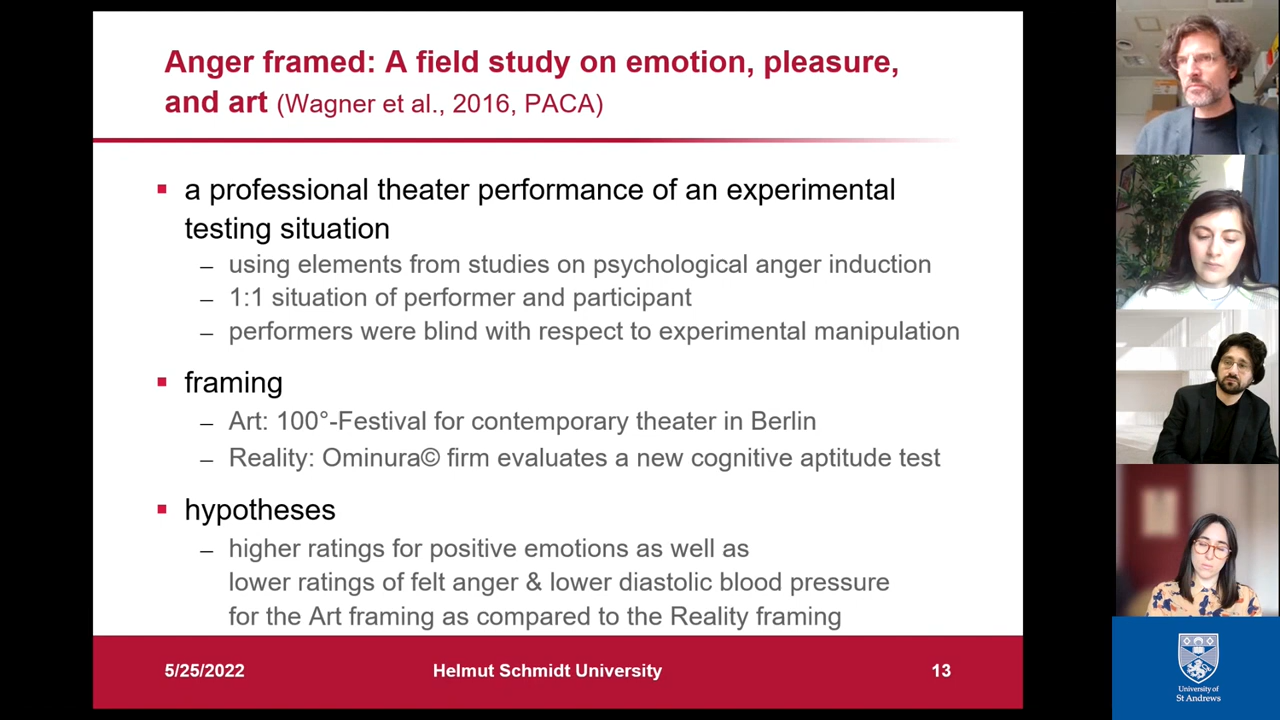 Anger framed: A field study on emotion, pleasure,
and art (Wagner et al., 2016, PACA)
▪ a professional theater performance of an experimental
testing situation
– using elements from studies on psychological anger induction
– 1:1 situation of performer and participant
– performers were blind with respect to experimental manipulation
▪ framing
– Art: 100°-Festival for contemporary theater in Berlin
– Reality: Ominura© firm evaluates a new cognitive aptitude test
▪ hypotheses
– higher ratings for positive emotions as well as
lower ratings of felt anger & lower diastolic blood pressure
for the Art framing as compared to the Reality framing
5/25/2022 Helmut Schmidt University 13
University of
St Andrews